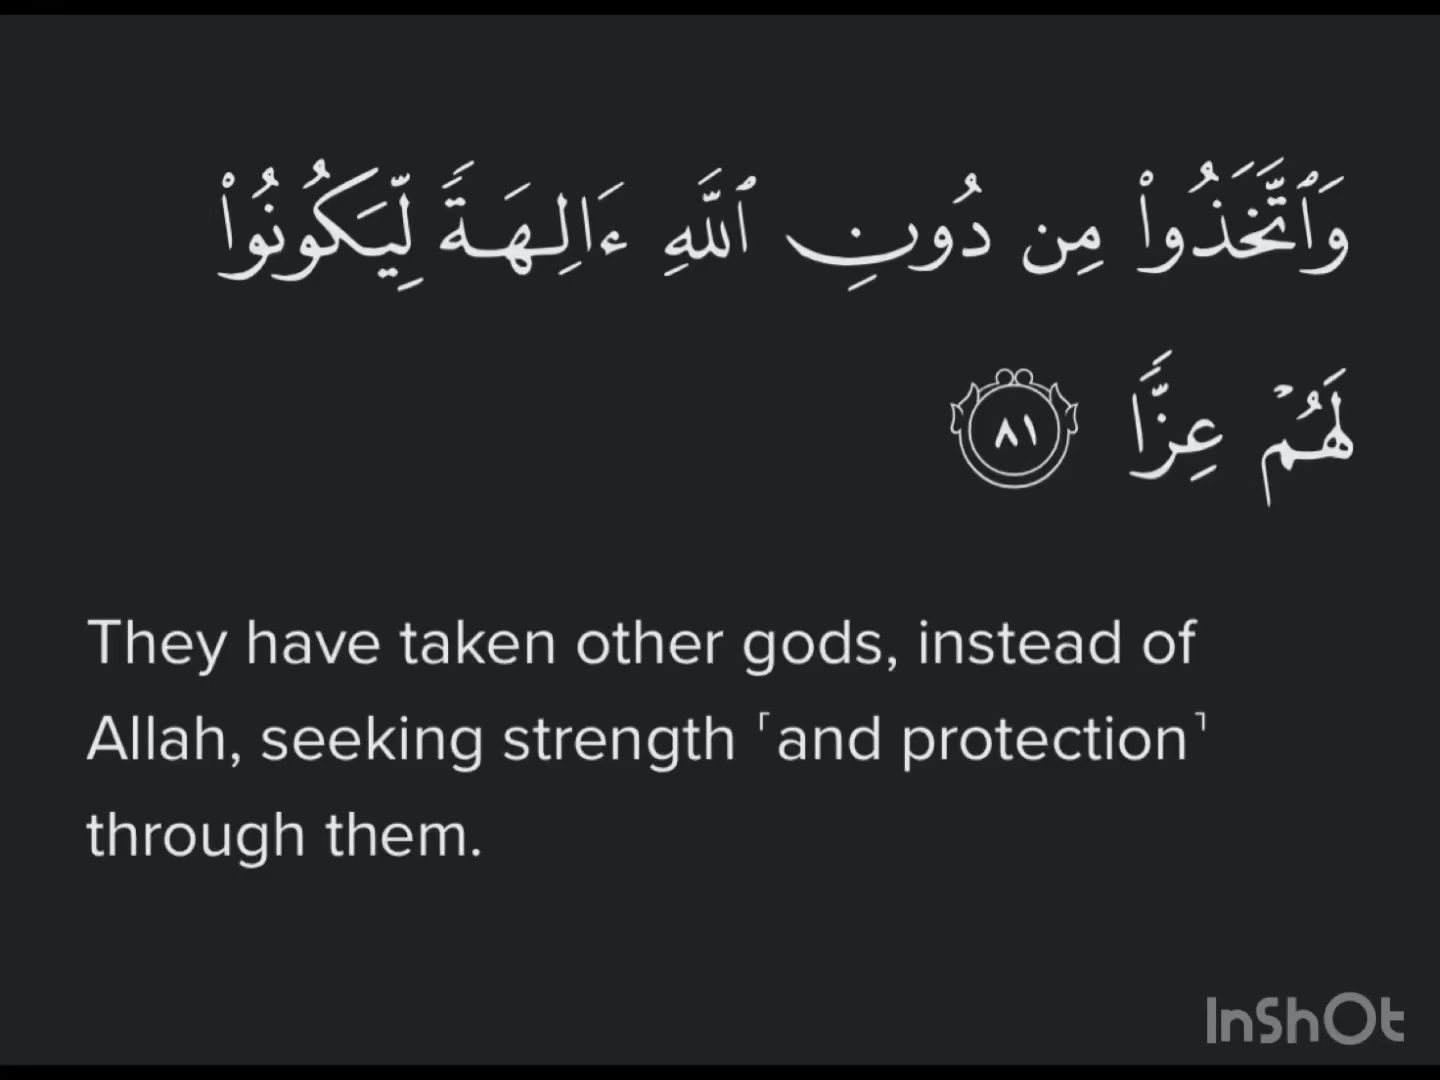 وَٱتَّخَذُوا۟ مِن دُونِ ٱللَّهِ ءَالِهَةً لِّيَكُونُوا۟
لَهُمْ عِزًّا ٨١
They have taken other gods, instead of
Allah, seeking strength ˹and protection˺
through them.
InShOt